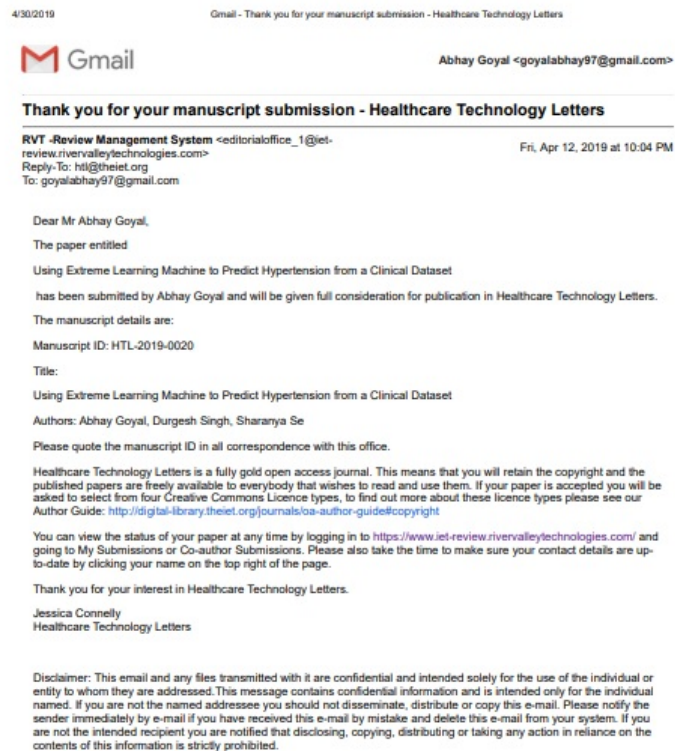 4/30/2019 Gmail - Thank you for your manuscript submission - Healthcare Technology Letters
Gmail
Abhay Goyal <goyalabhay97@gmail.com>
Thank you for your manuscript submission - Healthcare Technology Letters
RVT -Review Management System <editorialoffice_1@iet-
review.rivervalleytechnologies.com>
Fri, Apr 12, 2019 at 10:04 PM
Reply-To: htl@theiet.org
To: goyalabhay97@gmail.com
Dear Mr Abhay Goyal,
The paper entitled
Using Extreme Learning Machine to Predict Hypertension from a Clinical Dataset
has been submitted by Abhay Goyal and will be given full consideration for publication in Healthcare Technology Letters.
The manuscript details are:
Manuscript ID: HTL-2019-0020
Title:
Using Extreme Learning Machine to Predict Hypertension from a Clinical Dataset
Authors: Abhay Goyal, Durgesh Singh, Sharanya Se
Please quote the manuscript ID in all correspondence with this office.
Healthcare Technology Letters is a fully gold open access journal. This means that you will retain the copyright and the
published papers are freely available to everybody that wishes to read and use them. If your paper is accepted you will be
asked to select from four Creative Commons Licence types, to find out more about these licence types please see our
Author Guide: http://digital-library.theiet.org/journals/oa-author-guide#copyright
You can view the status of your paper at any time by logging in to https://www.iet-review.rivervalleytechnologies.com/ and
going to My Submissions or Co-author Submissions. Please also take the time to make sure your contact details are up-
to-date by clicking your name on the top right of the page.
Thank you for your interest in Healthcare Technology Letters.
Jessica Connelly
Healthcare Technology Letters
Disclaimer: This email and any files transmitted with it are confidential and intended solely for the use of the individual or
entity to whom they are addressed.This message contains confidential information and is intended only for the individual
named. If you are not the named addressee you should not disseminate, distribute or copy this e-mail. Please notify the
sender immediately by e-mail if you have received this e-mail by mistake and delete this e-mail from your system. If you
are not the intended recipient you are notified that disclosing, copying, distributing or taking any action in reliance on the
contents of this information is strictly prohibited.